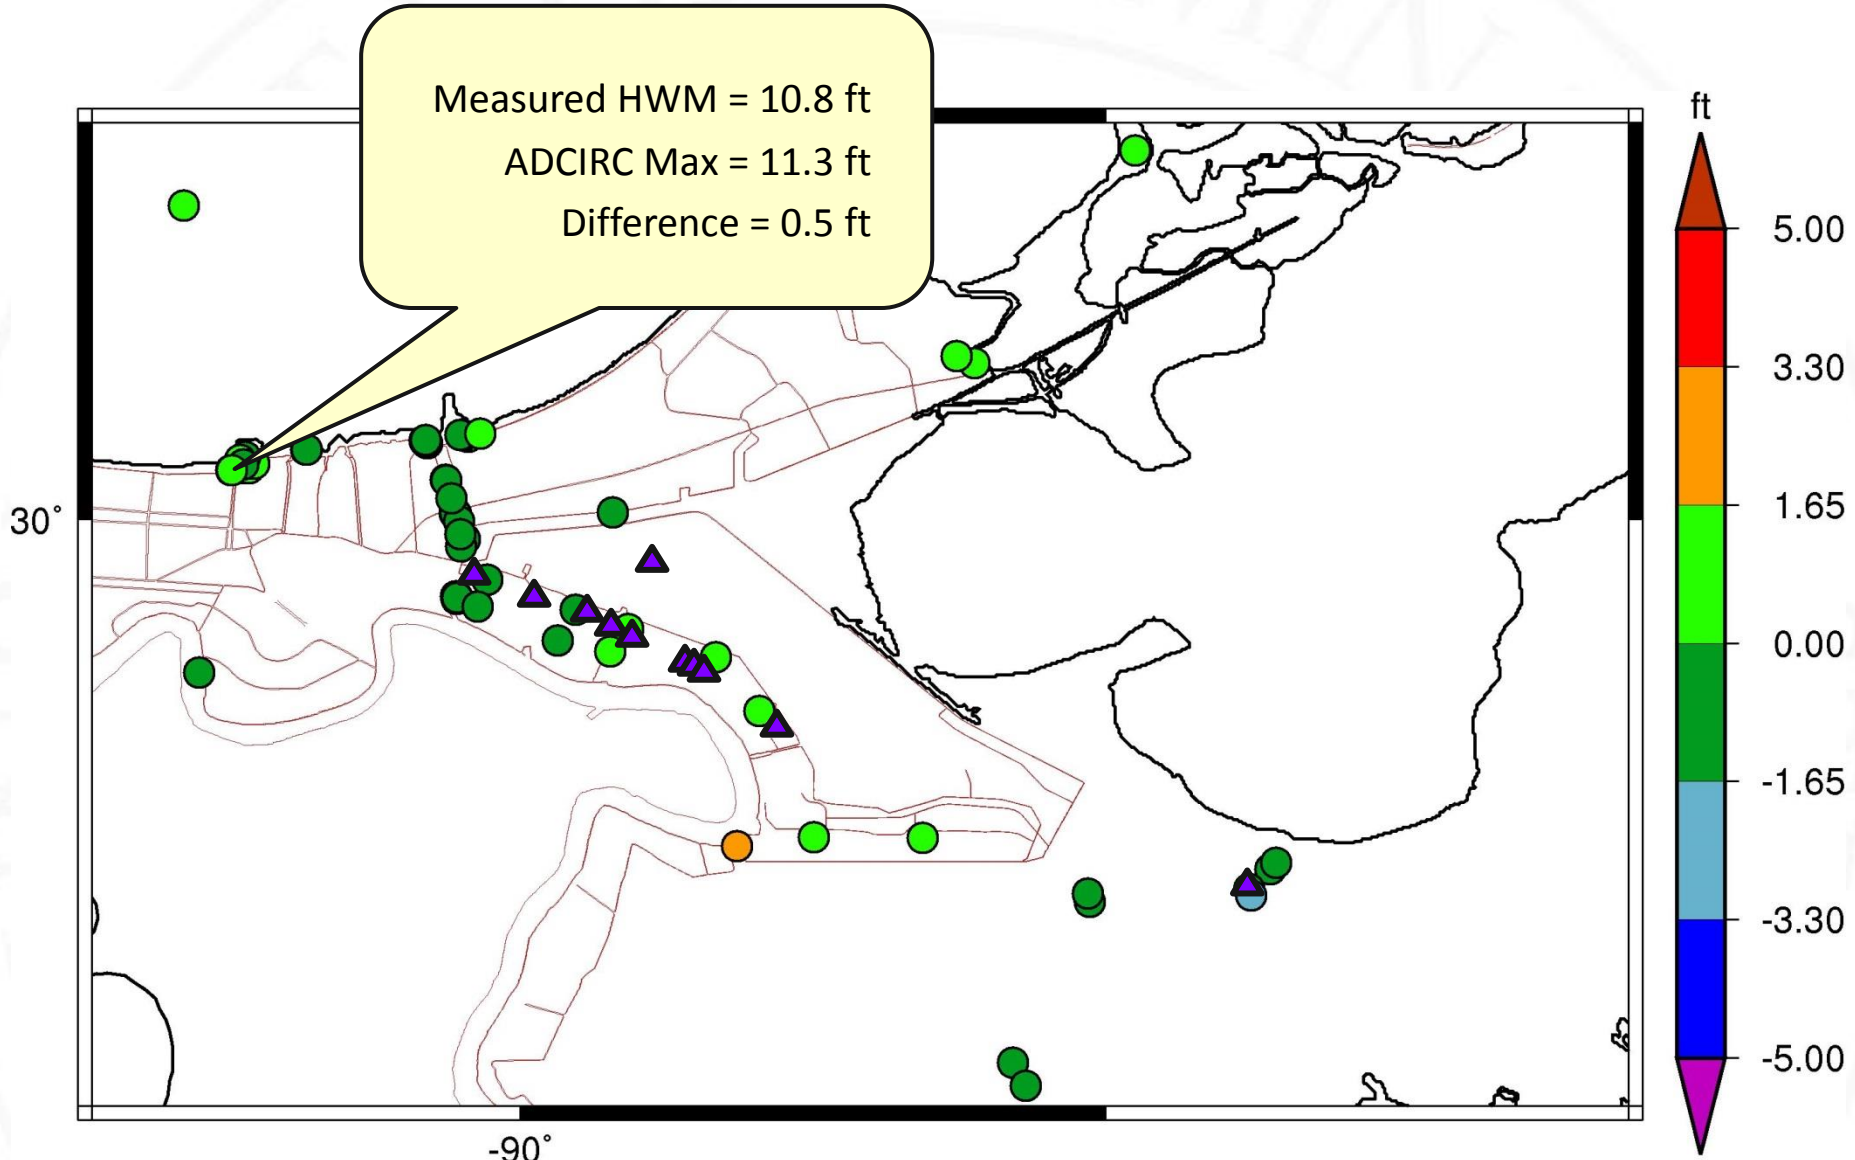 Measured HWM = 10.8 ft
ADCIRC Max = 11.3 ft
Difference = 0.5 ft
ft
5.00
3.30
1.65
0.00
-1.65
-3.30
-5.00
30°
-90°